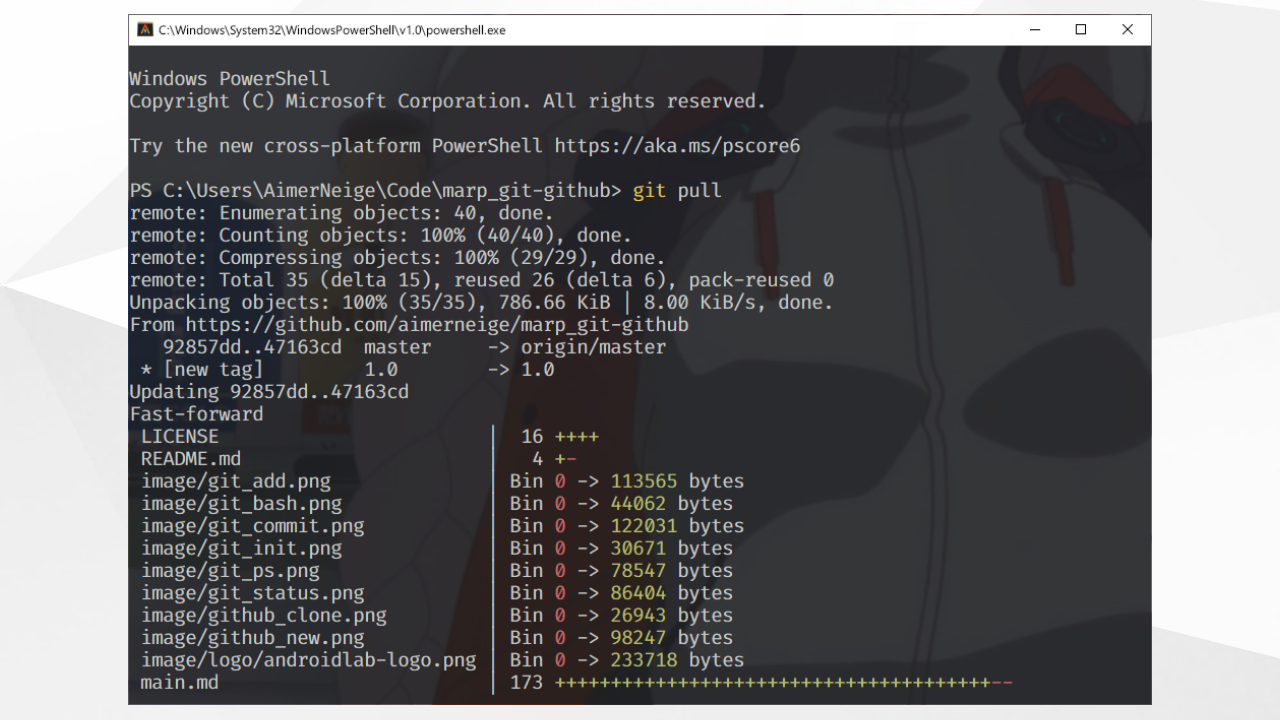 C:\Windows\System32\WindowsPowerShell\v1.0\powershell.exe
Windows PowerShell
Copyright (C) Microsoft Corporation. All rights reserved.
Try the new cross-platform PowerShell https://aka.ms/pscore6
PS C:\Users\AimerNeige\Code\marp_git-github> git pull
remote: Enumerating objects: 40, done.
remote: Counting objects: 100% (40/40), done.
remote: Compressing objects: 100% (29/29), done.
remote: Total 35 (delta 15), reused 26 (delta 6), pack-reused 0
Unpacking objects: 100% (35/35), 786.66 KiB | 8.00 KiB/s, done.
From https://github.com/aimerneige/marp_git-github
   92857dd..47163cd  master     -> origin/master
 * [new tag]         1.0        -> 1.0
Updating 92857dd..47163cd
Fast-forward
 LICENSE                        |  16 ++++
 README.md                      |   4 +-
 image/git_add.png              | Bin 0 -> 113565 bytes
 image/git_bash.png             | Bin 0 -> 44062 bytes
 image/git_commit.png           | Bin 0 -> 122031 bytes
 image/git_init.png             | Bin 0 -> 30671 bytes
 image/git_ps.png               | Bin 0 -> 78547 bytes
 image/git_status.png           | Bin 0 -> 86404 bytes
 image/github_clone.png         | Bin 0 -> 26943 bytes
 image/github_new.png           | Bin 0 -> 98247 bytes
 image/logo/androidlab-logo.png | Bin 0 -> 233718 bytes
 main.md                        | 173 +++++++++++++++++++++++++++++++++++++++--